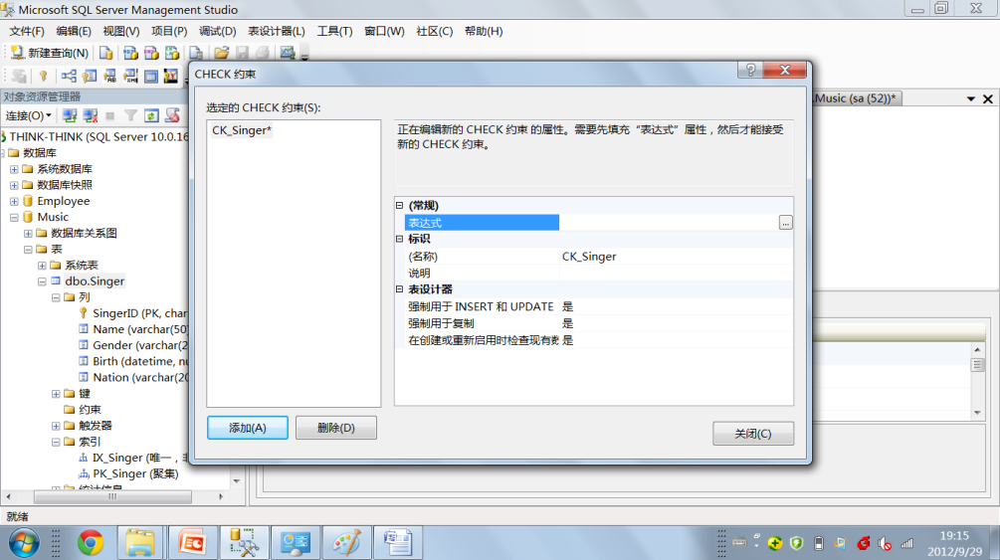 Microsoft SQL Server Management Studio
文件(F) 编辑(E) 视图(V) 项目(P) 调试(D) 表设计器(L) 工具(T) 窗口(W) 社区(C) 帮助(H)
新建查询(N)
对象资源管理器
连接(O)
THINK-THINK (SQL Server 10.0.16
数据库
系统数据库
数据库快照
Employee
Music
数据库关系图
表
系统表
dbo.Singer
列
SingerID (PK, char
Name (varchar(50)
Gender (varchar(2
Birth (datetime, nu
Nation (varchar(20
键
约束
触发器
索引
IX_Singer (唯一，非
PK_Singer (聚集)
统计信息
.Music (sa (52))*
CHECK 约束
选定的 CHECK 约束(S):
CK_Singer*
正在编辑新的 CHECK 约束 的属性。需要先填充“表达式”属性，然后才能接受
新的 CHECK 约束。
(常规)
表达式
...
标识
(名称) CK_Singer
说明
表设计器
强制用于 INSERT 和 UPDATE 是
强制用于复制 是
在创建或重新启用时检查现有数 是
添加(A) 删除(D)
关闭(C)
就绪
19:15
2012/9/29